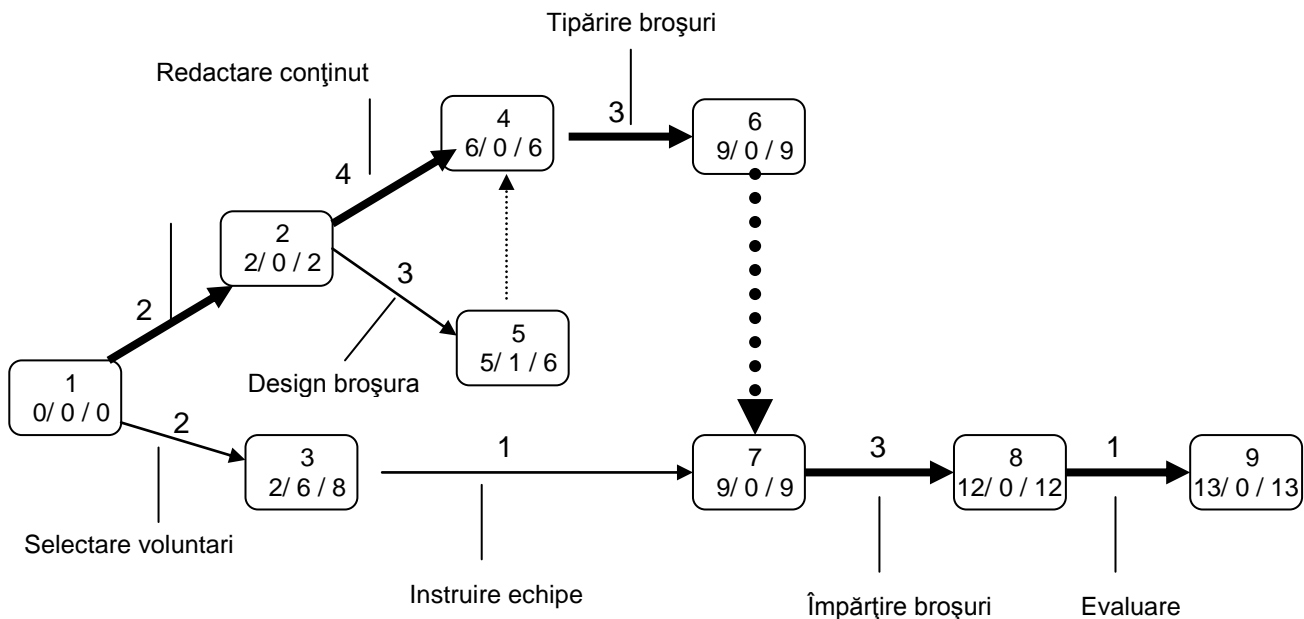 Tipărire broşuri
Redactare conţinut
4
6/ 0 / 6
3
6
9/ 0 / 9
4
2
2/ 0 / 2
3
2
5
5/ 1 / 6
Design broşura
1
0/ 0 / 0
2
3
2/ 6 / 8
1
7
9/ 0 / 9
3
8
12/ 0 / 12
1
9
13/ 0 / 13
Selectare voluntari
Instruire echipe
Împărţire broşuri
Evaluare